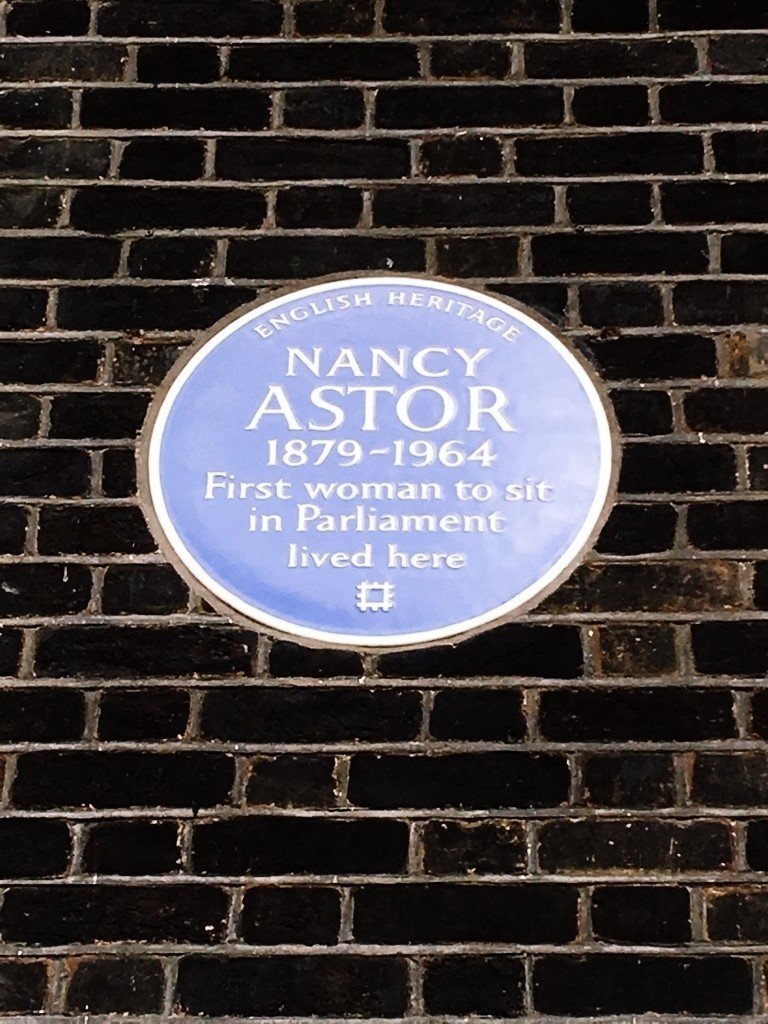 ENGLISH HERITAGE
NANCY
ASTOR
1879-1964
First woman to sit
in Parliament
lived here